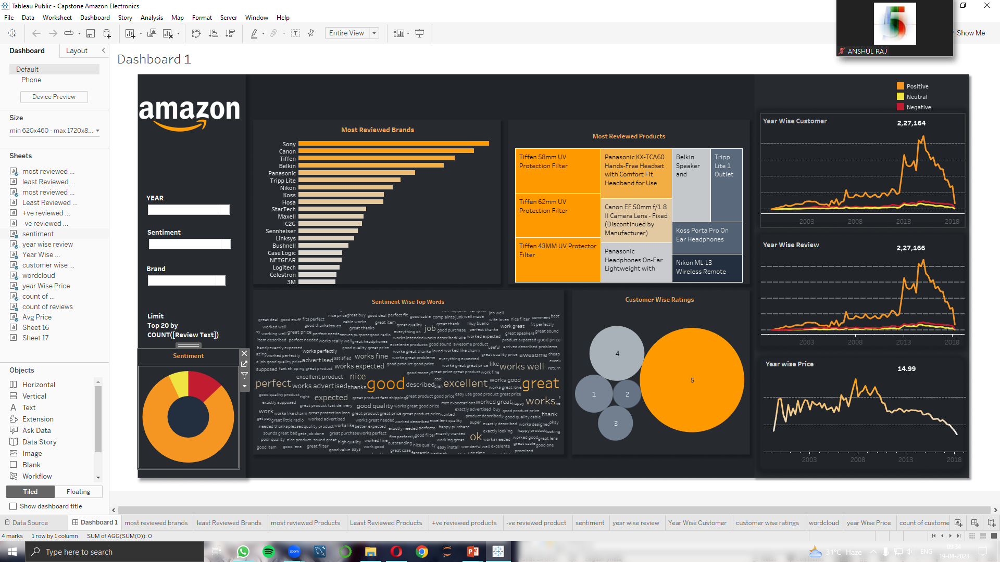 Tableau Public - Capstone Amazon Electronics
File Data Worksheet Dashboard Story Analysis Map Format Server Window Help
Entire View
Show Me
ANSHUL RAJ
Dashboard Layout
Default
Phone
Device Preview
Size
min 620x460 - max 1720x8...
Sheets
most reviewed ...
least Reviewed ...
most reviewed ...
Least Reviewed ...
+ve reviewed ...
-ve reviewed ...
sentiment
year wise review
Year Wise ...
customer wise ...
wordcloud
year Wise Price
count of ...
count of reviews
Avg Price
Sheet 16
Sheet 17
Objects
Horizontal
Vertical
Text
Extension
Ask Data
Data Story
Image
Blank
Workflow
Tiled Floating
Show dashboard title
Dashboard 1
amazon
YEAR
Sentiment
Brand
Limit
Top 20 by
COUNT([Review Text])
Sentiment
Most Reviewed Brands
Sony
Canon
Tiffen
Belkin
Panasonic
Tripp Lite
Nikon
Koss
Hosa
StarTech
Maxell
C2G
Sennheiser
Linksys
Bushnell
Case Logic
NETGEAR
Logitech
Celestron
3M
Most Reviewed Products
Tiffen 58mm UV
Protection Filter
Tiffen 62mm UV
Protection Filter
Tiffen 43MM UV Protector
Filter
Panasonic KX-TCA60
Hands-Free Headset
with Comfort Fit
Headband for Use
Canon EF 50mm f/1.8
II Camera Lens - Fixed
(Discontinued by
Manufacturer)
Panasonic
Headphones On-Ear
Lightweight with
Belkin
Speaker
and
Tripp
Lite 1
Outlet
Koss Porta Pro On
Ear Headphones
Nikon ML-L3
Wireless Remote
Sentiment Wise Top Words
great deal good stuff fits perfect nice price great buy good deal perfect fit good cable complaints junk well made job well
worked well good thanks issues cable works great thanks great item great quality job good purchase great thank muy bueno perfect thanks wife loves nice filter work great comment best fit perfectly
working well great price perfect needs serves purpose good radio everything ok works intended works described none worked expected great speakers great sound
item described perfect needed works really well great headphones excelente producto good sound awesome product useful product expected good price arrived described problems
handy exactly expected works perfectly good quality great price works great thanks loved worked like charm great quality price awesome cheap
worked perfectly advertised satisfied works fine works great problems everything expected
good quality price works expected good product good price works great great price like works well return
supposed fast shipping great product excellent product nice good money great price great product work fine
perfect works advertised thanks good described cool bien excellent works good works great love great
good quality product right expected great product fast shipping great product good price easy use good product great price works
exactly supposed great product fast delivery good quality works great good price met expectations worked great happy
work works like charm great protection lens great product great price great product price wanted exactly advertised buy good product price thank
get pay great little radio worked advertised works great needed worked described excellent quality product described good quality cable okay
needed thanks pleased quality product works like better expected exactly needed perfecto happy purchase super exactly described works designed
sounds great bad gets job done great purchase works perfect fits perfectly good filter exactly wanted ok exactly looking happy product looking
poor quality nice product sound great high quality worked fine outstanding working great works needed worked good great lens
good item good lens great filter good value says work good great case nice quality easy install wonderful well excelente great cable good one
fantastic use time promised
Customer Wise Ratings
4
5
1
2
3
Positive
Neutral
Negative
Year Wise Customer
2,27,164
2003 2008 2013 2018
Year Wise Review
2,27,166
2003 2008 2013 2018
Year wise Price
14.99
2003 2008 2013 2018
Data Source Dashboard 1 most reviewed brands least Reviewed Brands most reviewed Products Least Reviewed Products +ve reviewed products -ve reviewed product sentiment year wise review Year Wise Customer customer wise ratings wordcloud year Wise Price count of custome
4 marks 1 row by 1 column SUM of AGG(SUM(0)): 0
Type here to search
zoom
31°C Haze
ENG
09:34
19-04-2023